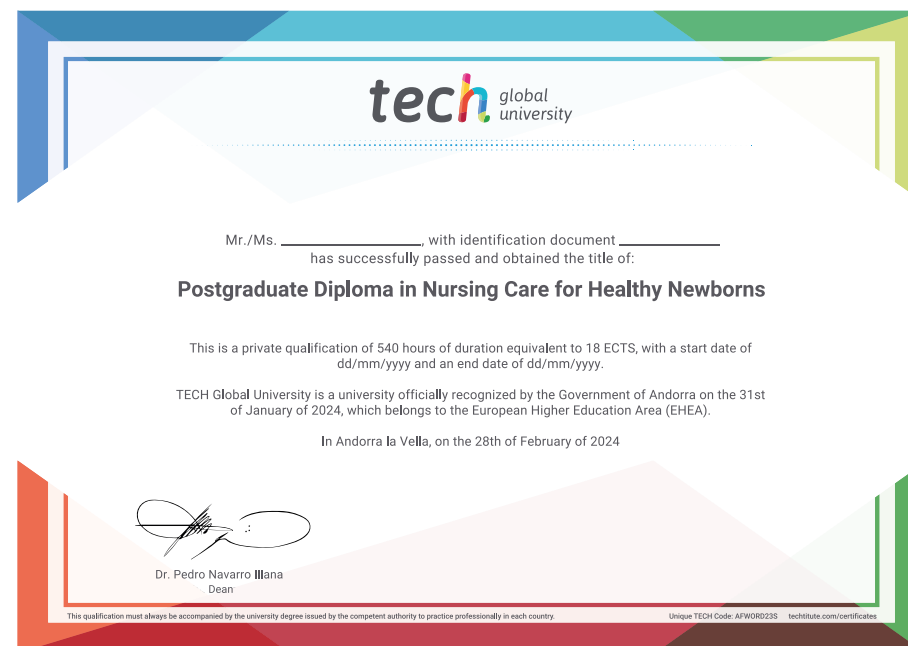 tech global university
Mr./Ms. ____________, with identification document ____________
has successfully passed and obtained the title of:
Postgraduate Diploma in Nursing Care for Healthy Newborns
This is a private qualification of 540 hours of duration equivalent to 18 ECTS, with a start date of
dd/mm/yyyy and an end date of dd/mm/yyyy.
TECH Global University is a university officially recognized by the Government of Andorra on the 31st
of January of 2024, which belongs to the European Higher Education Area (EHEA).
In Andorra la Vella, on the 28th of February of 2024
Dr. Pedro Navarro Illana
Dean
This qualification must always be accompanied by the university degree issued by the competent authority to practice professionally in each country.
Unique TECH Code: AFWORD23S techtitute.com/certificates